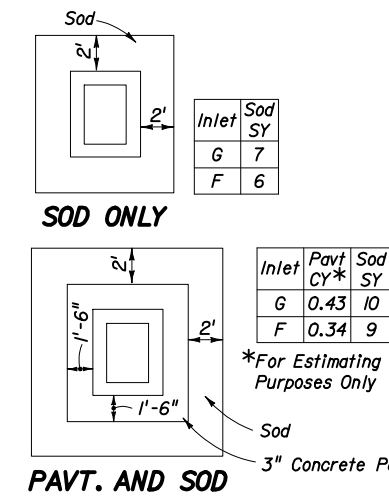 Sod
2'
2'
Inlet Sod SY
G 7
F 6
SOD ONLY
2'
Inlet Pavt CY* Sod SY
G 0.43 10
F 0.34 9
2'
1'-6"
1'-6"
*For Estimating
Purposes Only
Sod
3" Concrete
PAVT. AND SOD